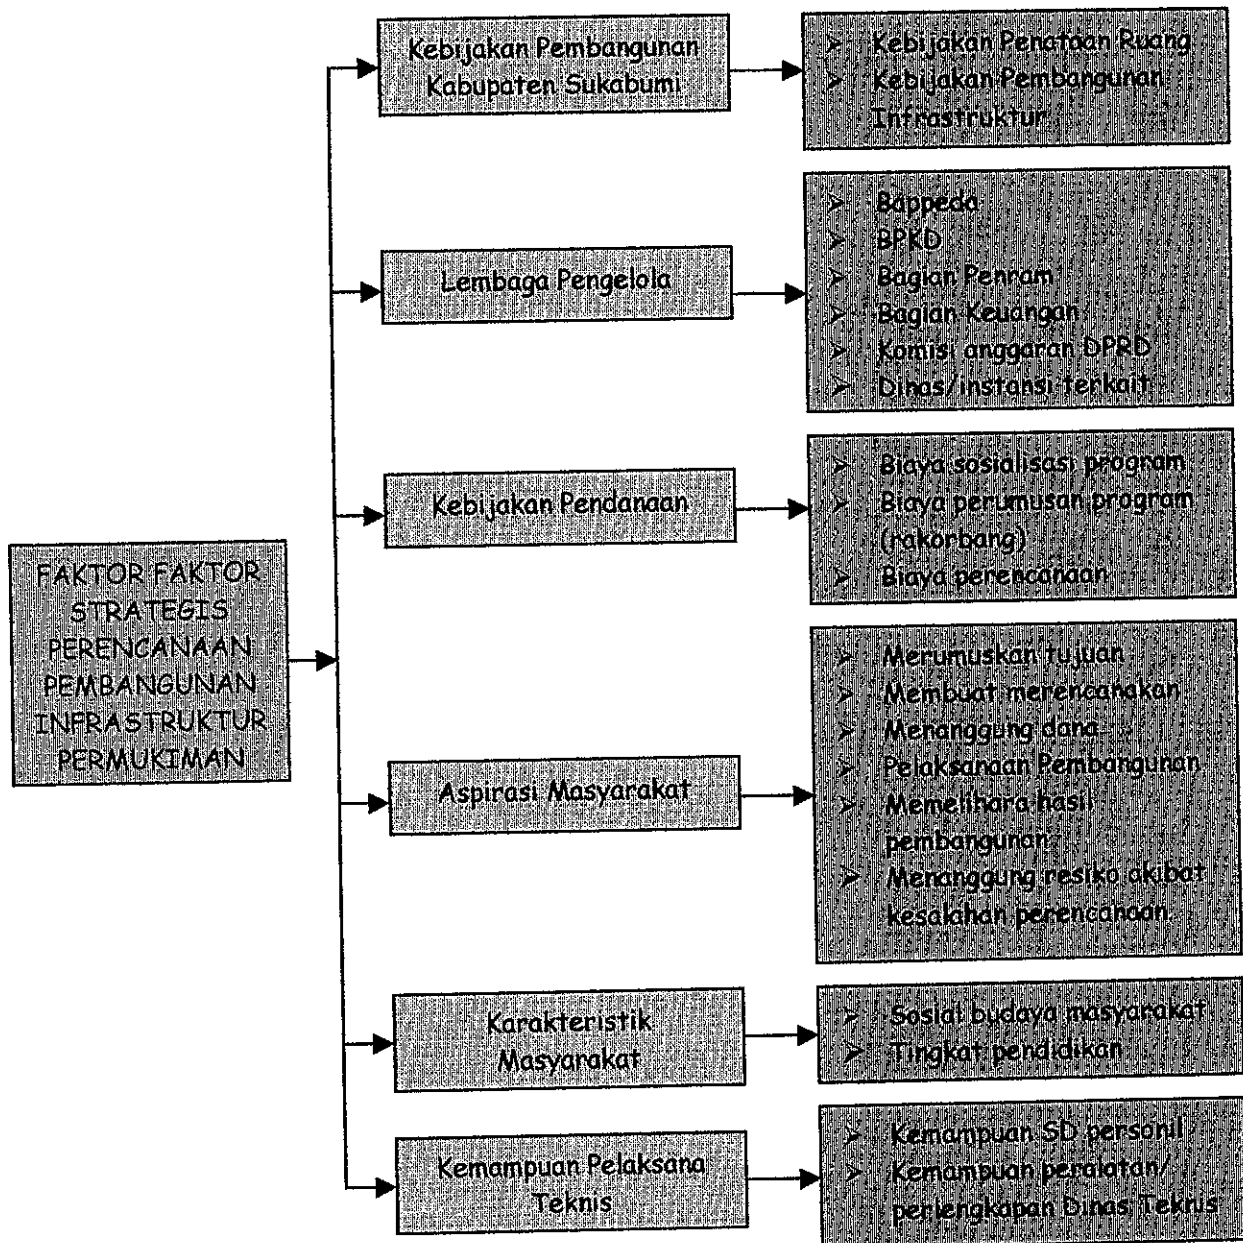 Kebijakan Pembangunan
Kabupaten Sukabumi
➢ Kebijakan Penataan Ruang
➢ Kebijakan Pembangunan
Infrastruktur
Lembaga Pengelola
➢ Bappeda
➢ BPKD
➢ Bagian Penram
➢ Bagian Keuangan
➢ Komisi anggaran DPRD
➢ Dinas/instansi terkait
Kebijakan Pendanaan
➢ Biaya sosialisasi program
➢ Biaya perumusan program
(rakorbang)
➢ Biaya perencanaan
FAKTOR FAKTOR
STRATEGIS
PERENCANAAN
PEMBANGUNAN
INFRASTRUKTUR
PERMUKIMAN
Aspirasi Masyarakat
➢ Merumuskan tujuan
➢ Membuat merencanakan
➢ Menanggung dana
➢ Pelaksanaan Pembangunan
➢ Memelihara hasil
pembangunan
➢ Menanggung resiko akibat
kesalahan perencanaan
Karakteristik
Masyarakat
➢ Sosial budaya masyarakat
➢ Tingkat pendidikan
Kemampuan Pelaksana
Teknis
➢ Kemampuan SD personil
➢ Kemampuan peralatan/
perlengkapan Dinas Teknis